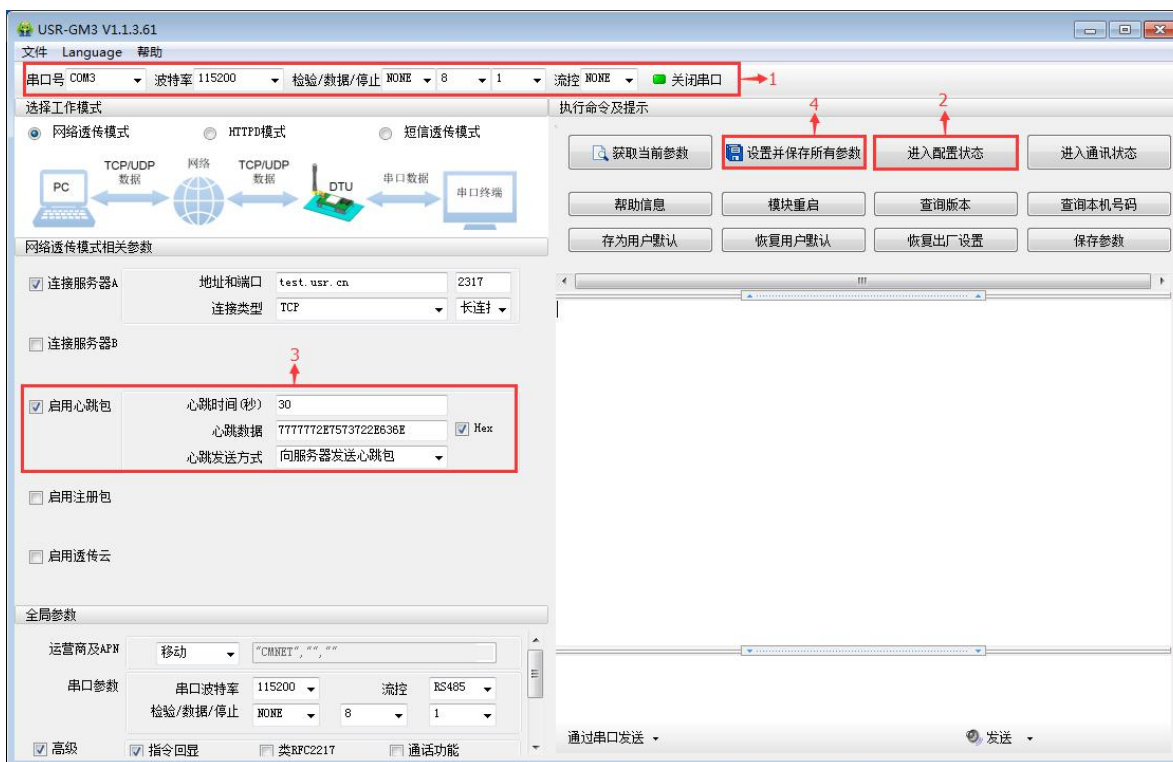 USR-GM3 V1.1.3.61
文件 Language 帮助
串口号 COM3 波特率 115200 检验/数据/停止 NONE 8 1 流控 NONE 关闭串口 1
选择工作模式
网络透传模式 HTTPD模式 短信透传模式
TCP/UDP 数据 网络 TCP/UDP 数据 串口数据
PC DTU 串口终端
网络透传模式相关参数
连接服务器A 地址和端口 test.usr.cn 2317
连接类型 TCP 长连接
连接服务器B
3
启用心跳包 心跳时间(秒) 30
心跳数据 7777772E7573722E636E Hex
心跳发送方式 向服务器发送心跳包
启用注册包
启用透传云
全局参数
运营商及APN 移动 "CMNET","",""
串口参数 串口波特率 115200 流控 RS485
检验/数据/停止 NONE 8 1
高级 指令回显 类RFC2217 通话功能
执行命令及提示
4 2
获取当前参数 设置并保存所有参数 进入配置状态 进入通讯状态
帮助信息 模块重启 查询版本 查询本机号码
存为用户默认 恢复用户默认 恢复出厂设置 保存参数
通过串口发送 发送